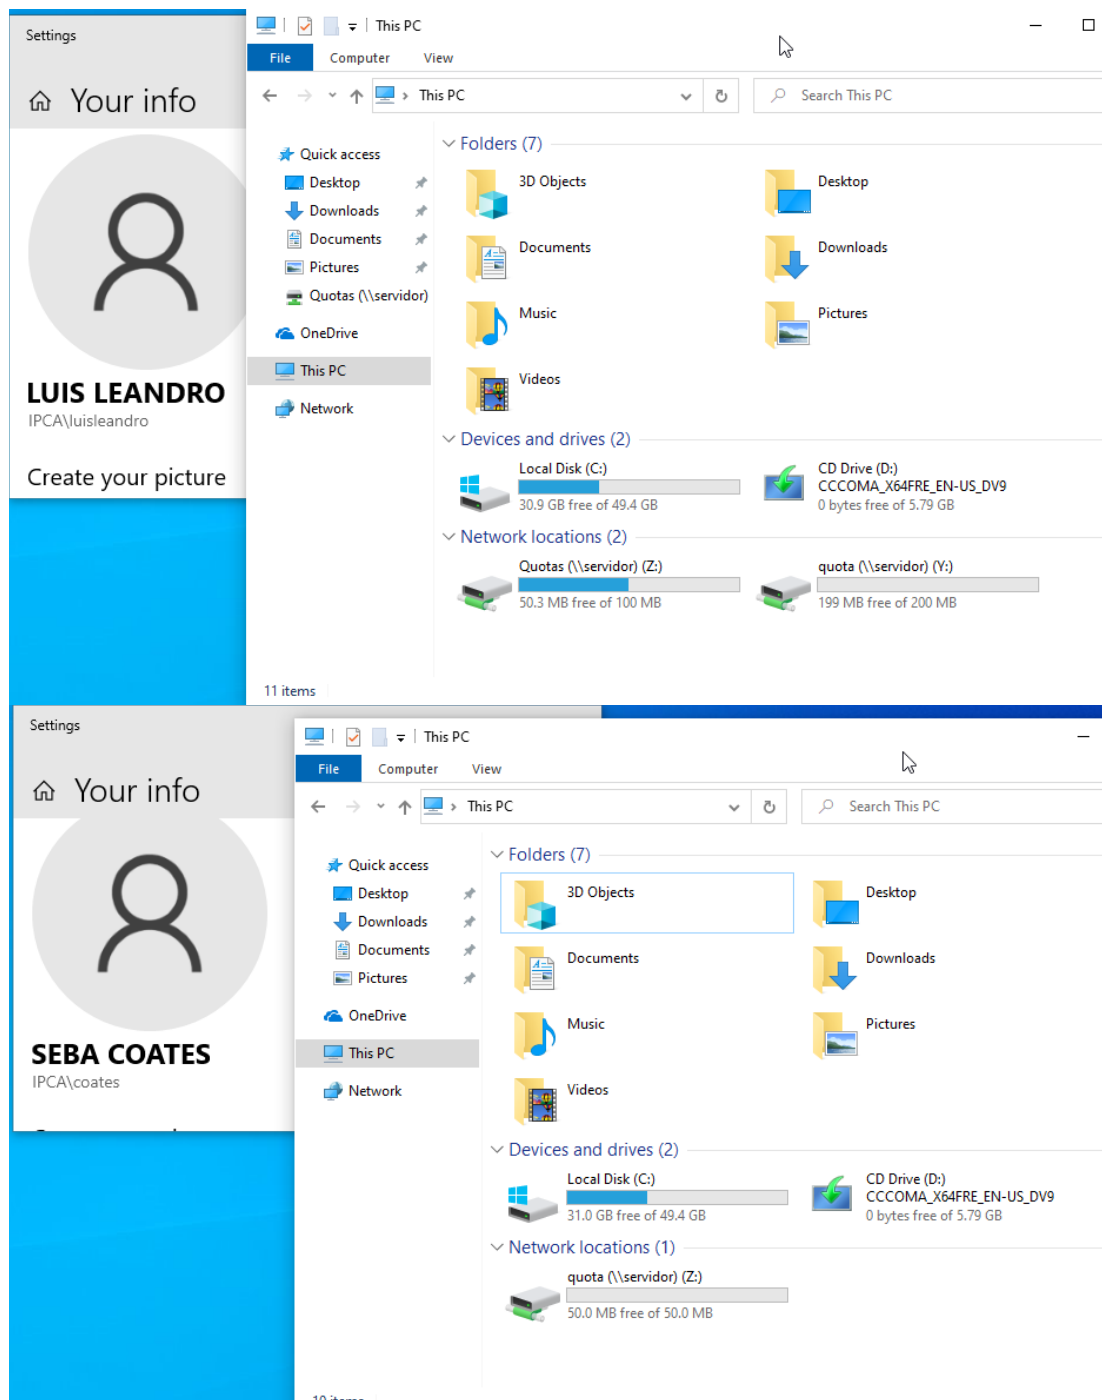 Settings
Your info
LUIS LEANDRO
IPCA\luisleandro
Create your picture
This PC
File Computer View
This PC
Search This PC
Quick access
Desktop
Downloads
Documents
Pictures
Quotas (\\servidor)
OneDrive
This PC
Network
Folders (7)
3D Objects
Desktop
Documents
Downloads
Music
Pictures
Videos
Devices and drives (2)
Local Disk (C:)
30.9 GB free of 49.4 GB
CD Drive (D:)
CCCOMA_X64FRE_EN-US_DV9
0 bytes free of 5.79 GB
Network locations (2)
Quotas (\\servidor) (Z:)
50.3 MB free of 100 MB
quota (\\servidor) (Y:)
199 MB free of 200 MB
11 items
Settings
Your info
SEBA COATES
IPCA\coates
This PC
File Computer View
This PC
Search This PC
Quick access
Desktop
Downloads
Documents
Pictures
OneDrive
This PC
Network
Folders (7)
3D Objects
Desktop
Documents
Downloads
Music
Pictures
Videos
Devices and drives (2)
Local Disk (C:)
31.0 GB free of 49.4 GB
CD Drive (D:)
CCCOMA_X64FRE_EN-US_DV9
0 bytes free of 5.79 GB
Network locations (1)
quota (\\servidor) (Z:)
50.0 MB free of 50.0 MB
10 items